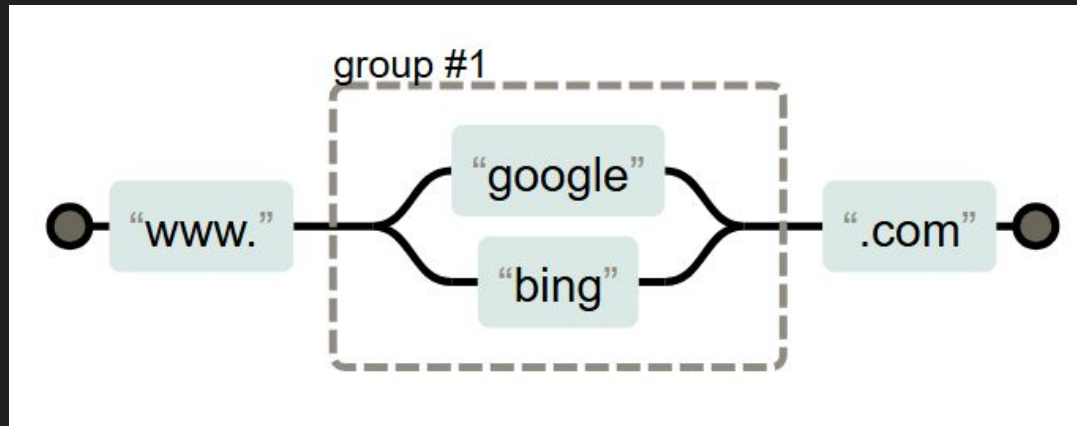 group #1
“google”
“www.”
“.com”
“bing”